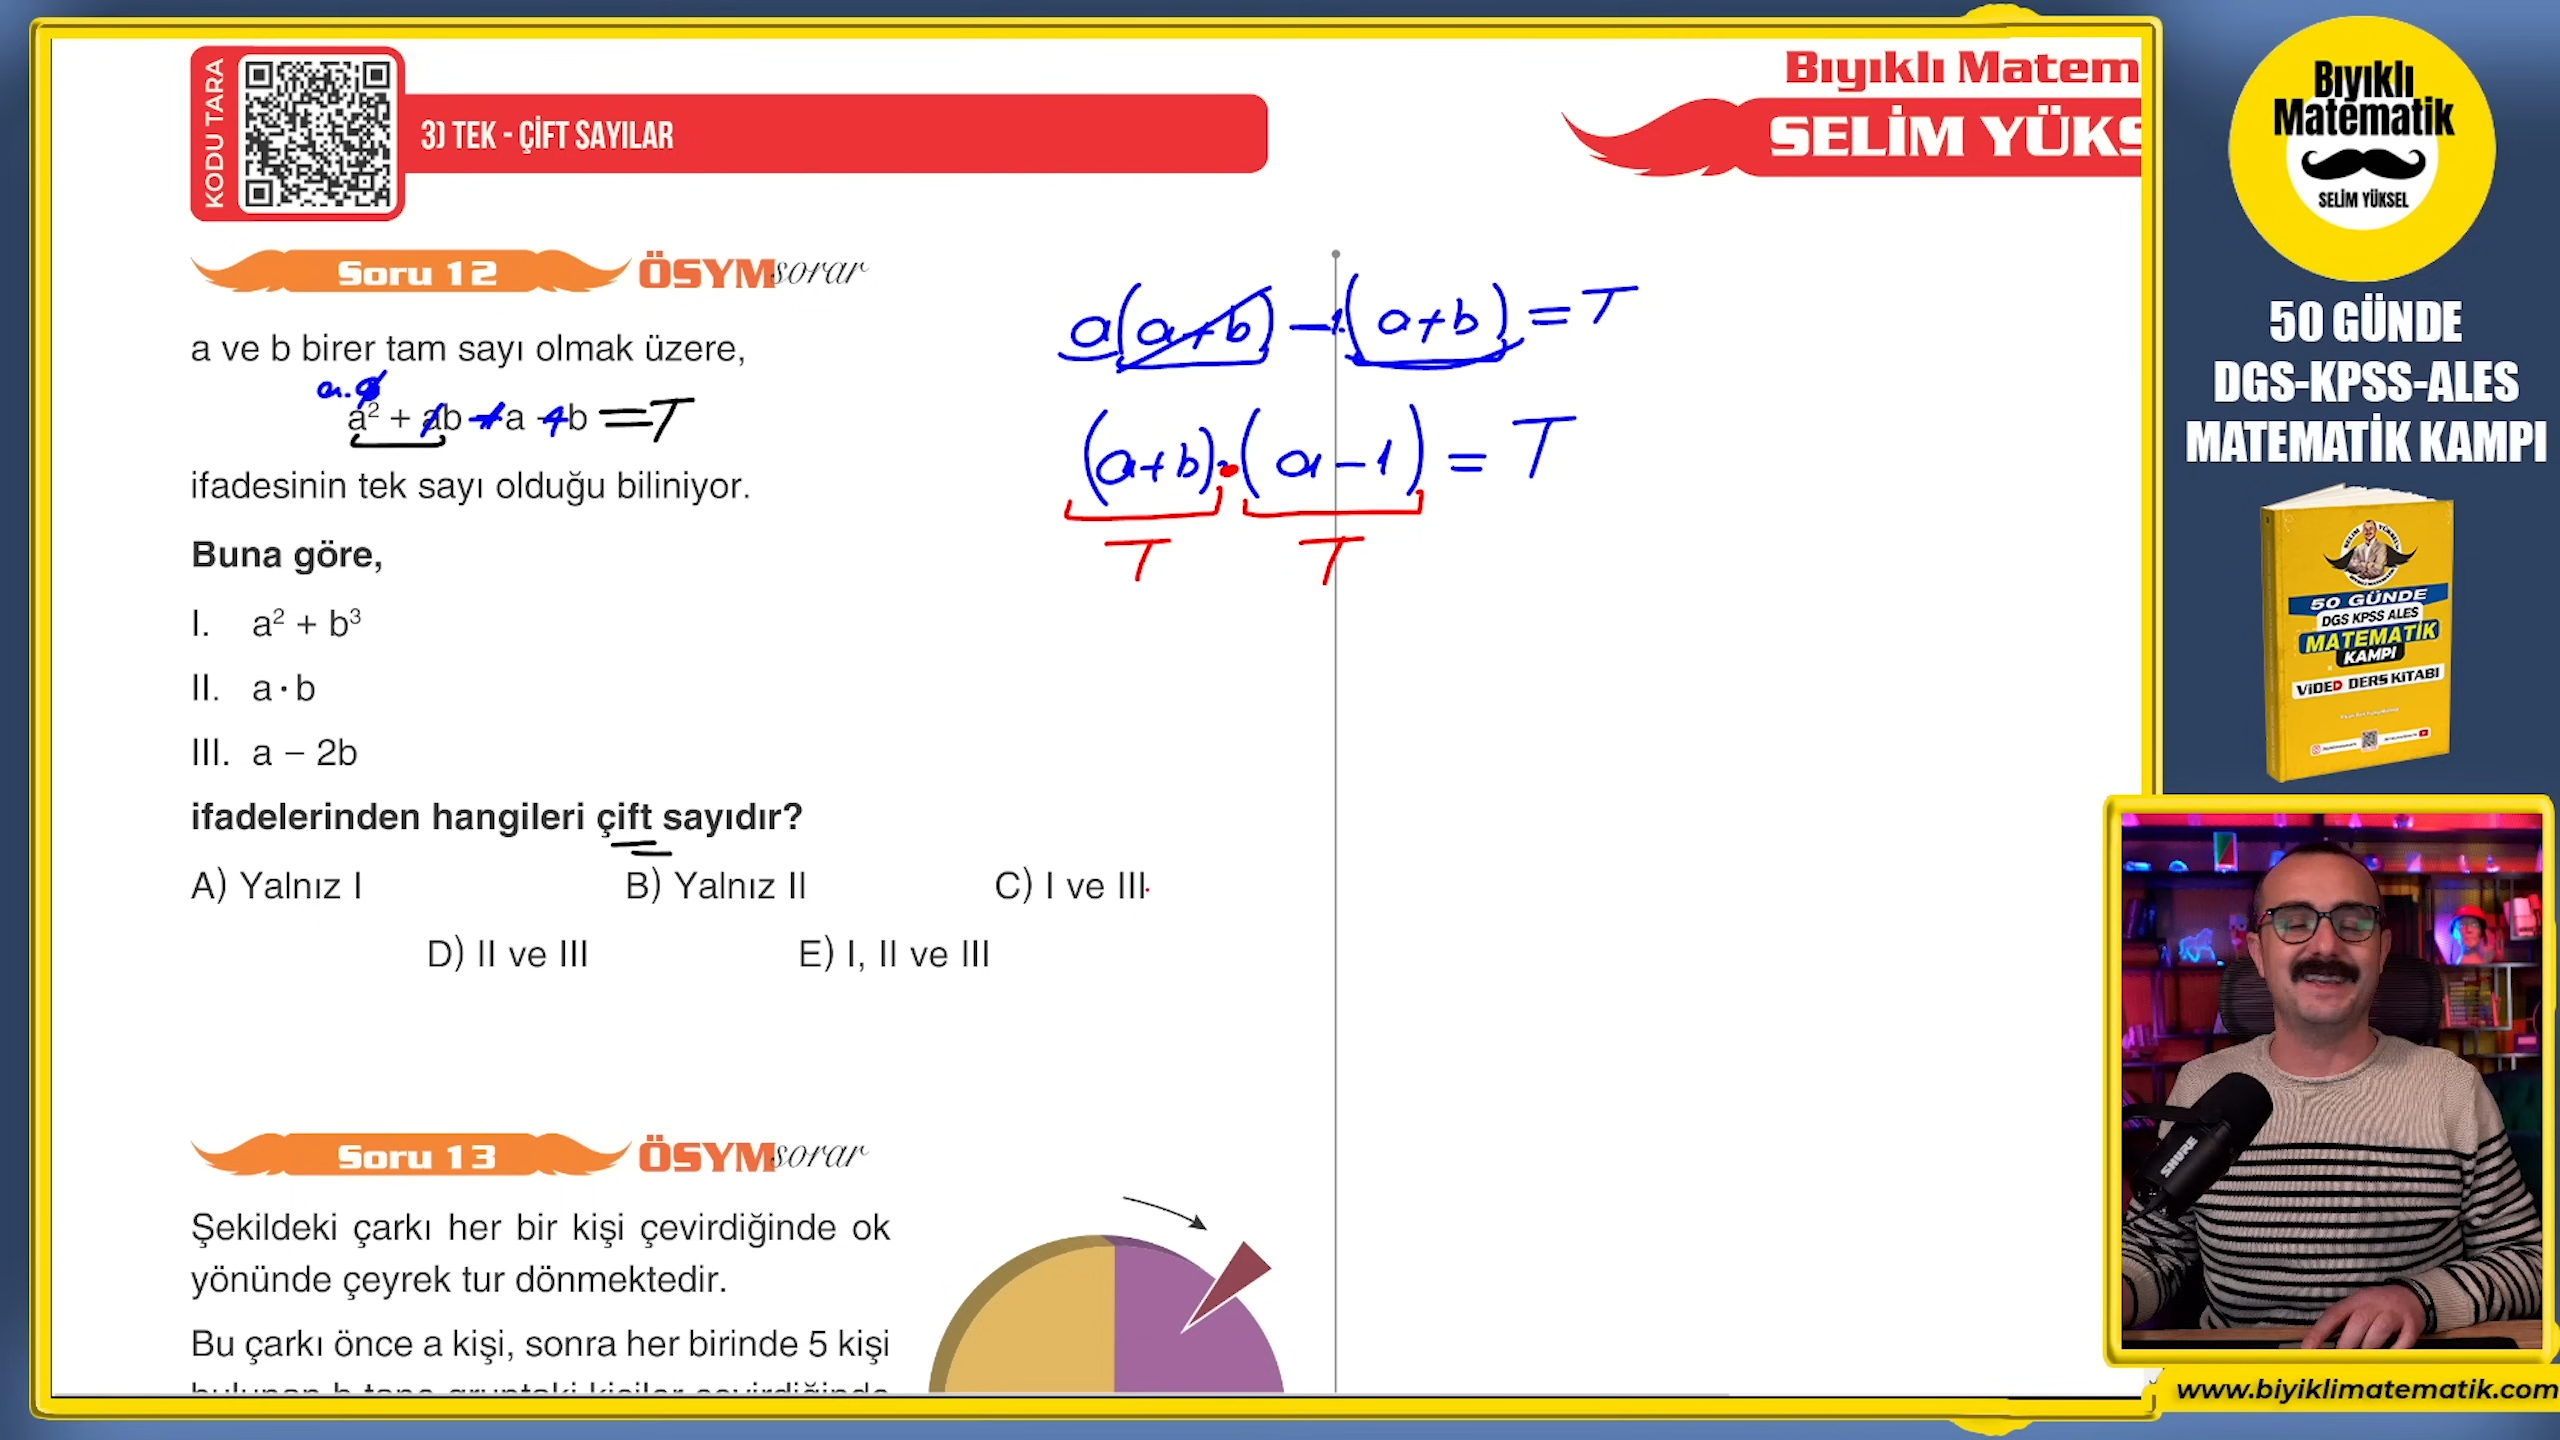 KODU TARA
3) TEK - ÇİFT SAYILAR
Bıyıklı Matem
SELİM YÜKS
Bıyıklı
Matematik
SELİM YÜKSEL
50 GÜNDE
DGS-KPSS-ALES
MATEMATİK KAMPI
Soru 12 ÖSYM sorar
a ve b birer tam sayı olmak üzere,
a.a
a² + ab - a - b = T
ifadesinin tek sayı olduğu biliniyor.
Buna göre,
I. a² + b³
II. a · b
III. a – 2b
ifadelerinden hangileri çift sayıdır?
A) Yalnız I B) Yalnız II C) I ve III
D) II ve III E) I, II ve III
a(a+b) – 1.(a+b) = T
(a+b).(a–1) = T
T T
Soru 13 ÖSYM sorar
Şekildeki çarkı her bir kişi çevirdiğinde ok
yönünde çeyrek tur dönmektedir.
Bu çarkı önce a kişi, sonra her birinde 5 kişi
50 GÜNDE
DGS KPSS ALES
MATEMATİK
KAMPI
VİDEO DERS KİTABI
SHURE
www.biyiklimatematik.com